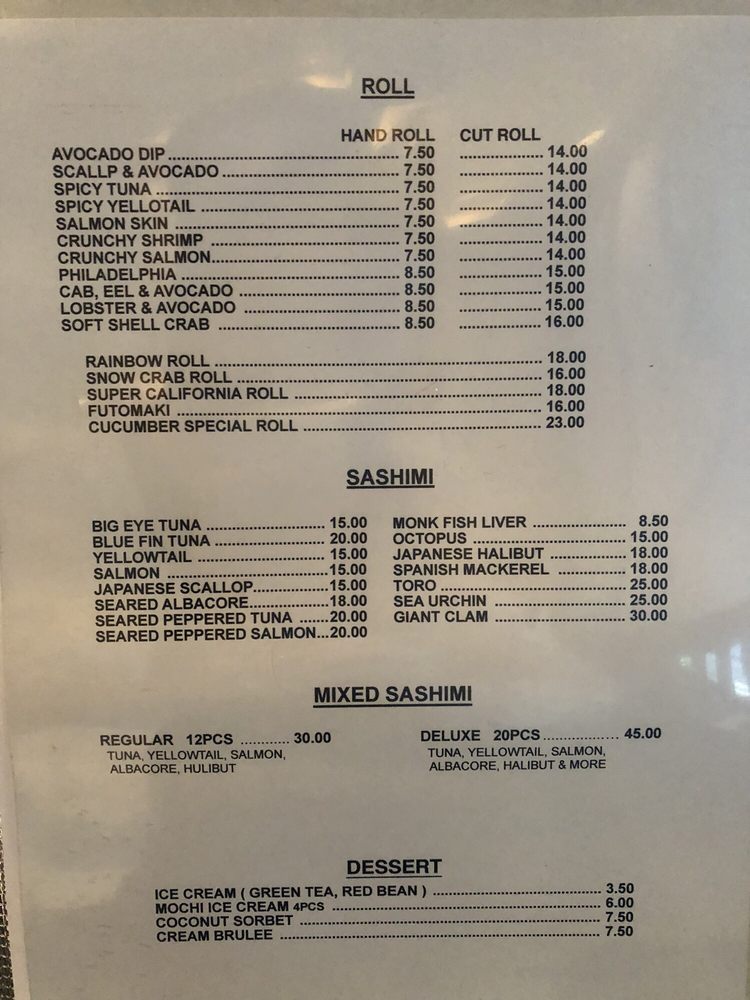 ROLL
HAND ROLL CUT ROLL
AVOCADO DIP 7.50 14.00
SCALLP & AVOCADO 7.50 14.00
SPICY TUNA 7.50 14.00
SPICY YELLOTAIL 7.50 14.00
SALMON SKIN 7.50 14.00
CRUNCHY SHRIMP 7.50 14.00
CRUNCHY SALMON 7.50 14.00
PHILADELPHIA 8.50 15.00
CAB, EEL & AVOCADO 8.50 15.00
LOBSTER & AVOCADO 8.50 15.00
SOFT SHELL CRAB 8.50 16.00
RAINBOW ROLL 18.00
SNOW CRAB ROLL 16.00
SUPER CALIFORNIA ROLL 18.00
FUTOMAKI 16.00
CUCUMBER SPECIAL ROLL 23.00
SASHIMI
BIG EYE TUNA 15.00
BLUE FIN TUNA 20.00
YELLOWTAIL 15.00
SALMON 15.00
JAPANESE SCALLOP 15.00
SEARED ALBACORE 18.00
SEARED PEPPERED TUNA 20.00
SEARED PEPPERED SALMON 20.00
MONK FISH LIVER 8.50
OCTOPUS 15.00
JAPANESE HALIBUT 18.00
SPANISH MACKEREL 18.00
TORO 25.00
SEA URCHIN 25.00
GIANT CLAM 30.00
MIXED SASHIMI
REGULAR 12PCS 30.00
TUNA, YELLOWTAIL, SALMON,
ALBACORE, HULIBUT
DELUXE 20PCS 45.00
TUNA, YELLOWTAIL, SALMON,
ALBACORE, HALIBUT & MORE
DESSERT
ICE CREAM ( GREEN TEA, RED BEAN ) 3.50
MOCHI ICE CREAM 4PCS 6.00
COCONUT SORBET 7.50
CREAM BRULEE 7.50